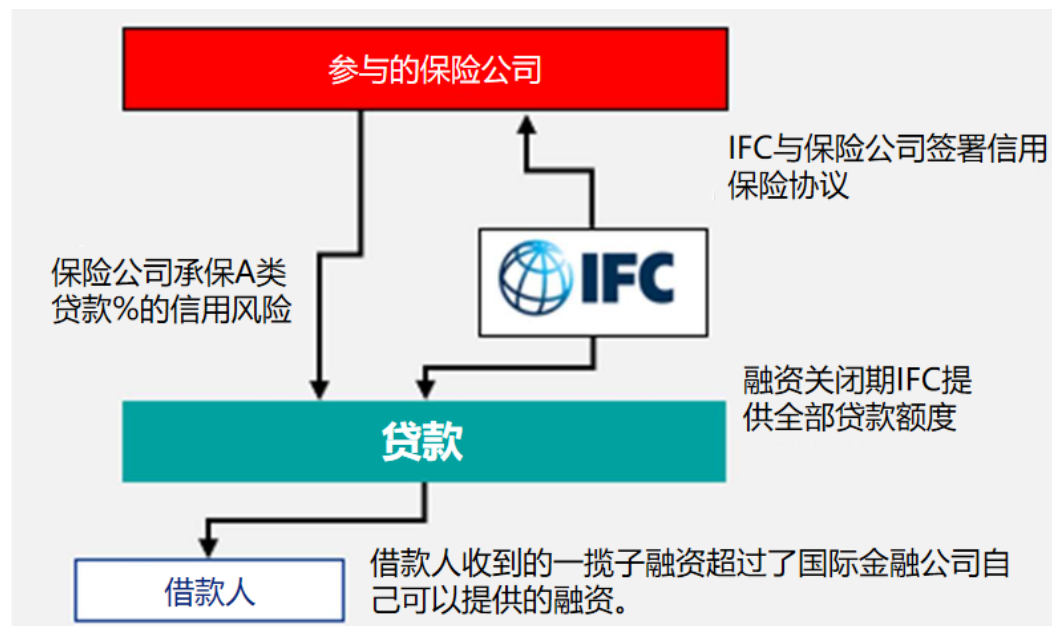 参与的保险公司
IFC与保险公司签署信用
保险协议
IFC
保险公司承保A类
贷款%的信用风险
融资关闭期IFC提
供全部贷款额度
贷款
借款人收到的一揽子融资超过了国际金融公司自
己可以提供的融资。
借款人